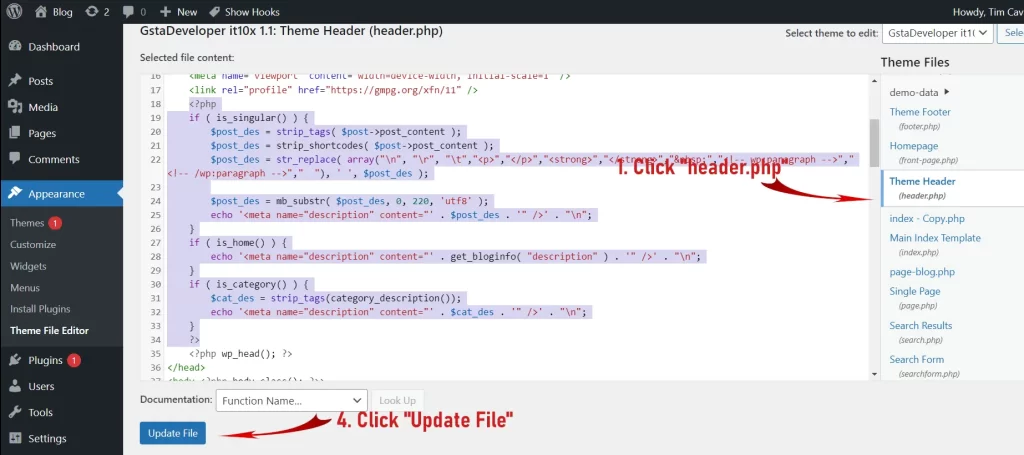 Blog 2 0 New Show Hooks Howdy, Tim Cav
Dashboard
Posts
Media
Pages
Comments
Appearance
Themes 1
Customize
Widgets
Menus
Install Plugins
Theme File Editor
Plugins 1
Users
Tools
Settings
GstaDeveloper it10x 1.1: Theme Header (header.php)
Select theme to edit: GstaDeveloper it1( Selec
Selected file content:
16 <meta name="viewport" content="width=device-width, initial-scale=1" />
17 <link rel="profile" href="https://gmpg.org/xfn/11" />
18 <?php
19 if ( is_singular() ) {
20 $post_des = strip_tags( $post->post_content );
21 $post_des = strip_shortcodes( $post->post_content );
22 $post_des = str_replace( array("\n", "\r", "\t","<p>","</p>","<strong>","</strong>","&nbsp;","<!-- wp:paragraph -->","
<!-- /wp:paragraph -->"," "), ' ', $post_des );
23
24 $post_des = mb_substr( $post_des, 0, 220, 'utf8' );
25 echo '<meta name="description" content="' . $post_des . '" />' . "\n";
26 }
27 if ( is_home() ) {
28 echo '<meta name="description" content="' . get_bloginfo( "description" ) . '" />' . "\n";
29 }
30 if ( is_category() ) {
31 $cat_des = strip_tags(category_description());
32 echo '<meta name="description" content="' . $cat_des . '" />' . "\n";
33 }
34 ?>
35 <?php wp_head(); ?>
36 </head>
37 <body <?php body_class(); ?>>
1. Click "header.php"
Documentation: Function Name... Look Up
Update File
4. Click "Update File"
Theme Files
demo-data
Theme Footer
(footer.php)
Homepage
(front-page.php)
Theme Header
(header.php)
index - Copy.php
Main Index Template
(index.php)
page-blog.php
Single Page
(page.php)
Search Results
(search.php)
Search Form
(searchform.php)